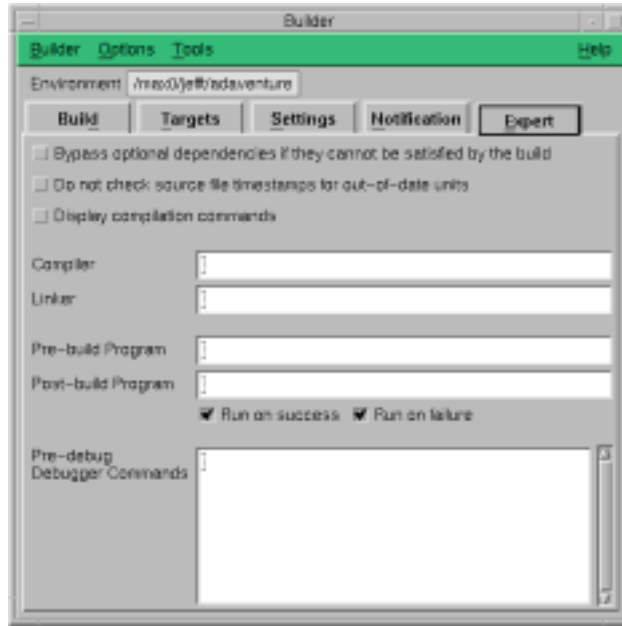 Builder
Builder Options Tools Help
Environment /max0/jefft/adaventure
Build Targets Settings Notification Expert
Bypass optional dependencies if they cannot be satisfied by the build
Do not check source file timestamps for out-of-date units
Display compilation commands
Compiler
Linker
Pre-build Program
Post-build Program
Run on success Run on failure
Pre-debug
Debugger Commands